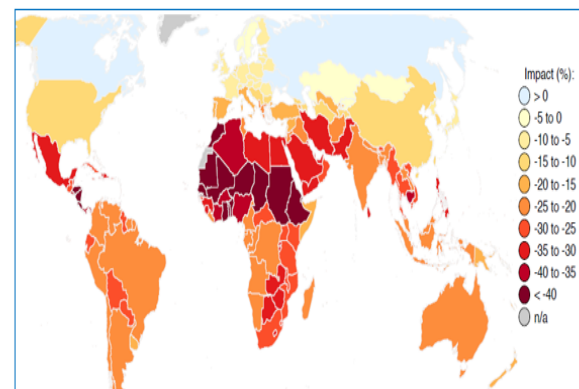 Impact (%):
> 0
-5 to 0
-10 to -5
-15 to -10
-20 to -15
-25 to -20
-30 to -25
-35 to -30
-40 to -35
< -40
n/a